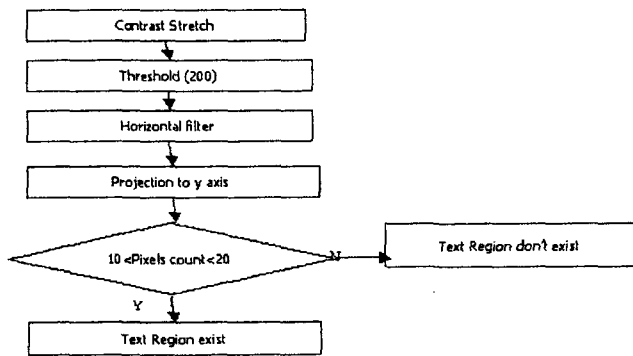 Contrast Stretch
Threshold (200)
Horizontal filter
Projection to y axis
10 <Pixels count<20
N
Text Region don't exist
Y
Text Region exist